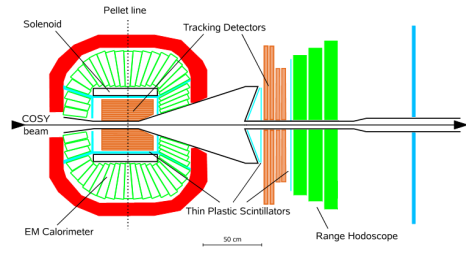 Pellet line
Solenoid
Tracking Detectors
COSY
beam
Thin Plastic Scintillators
EM Calorimeter
Range Hodoscope
50 cm